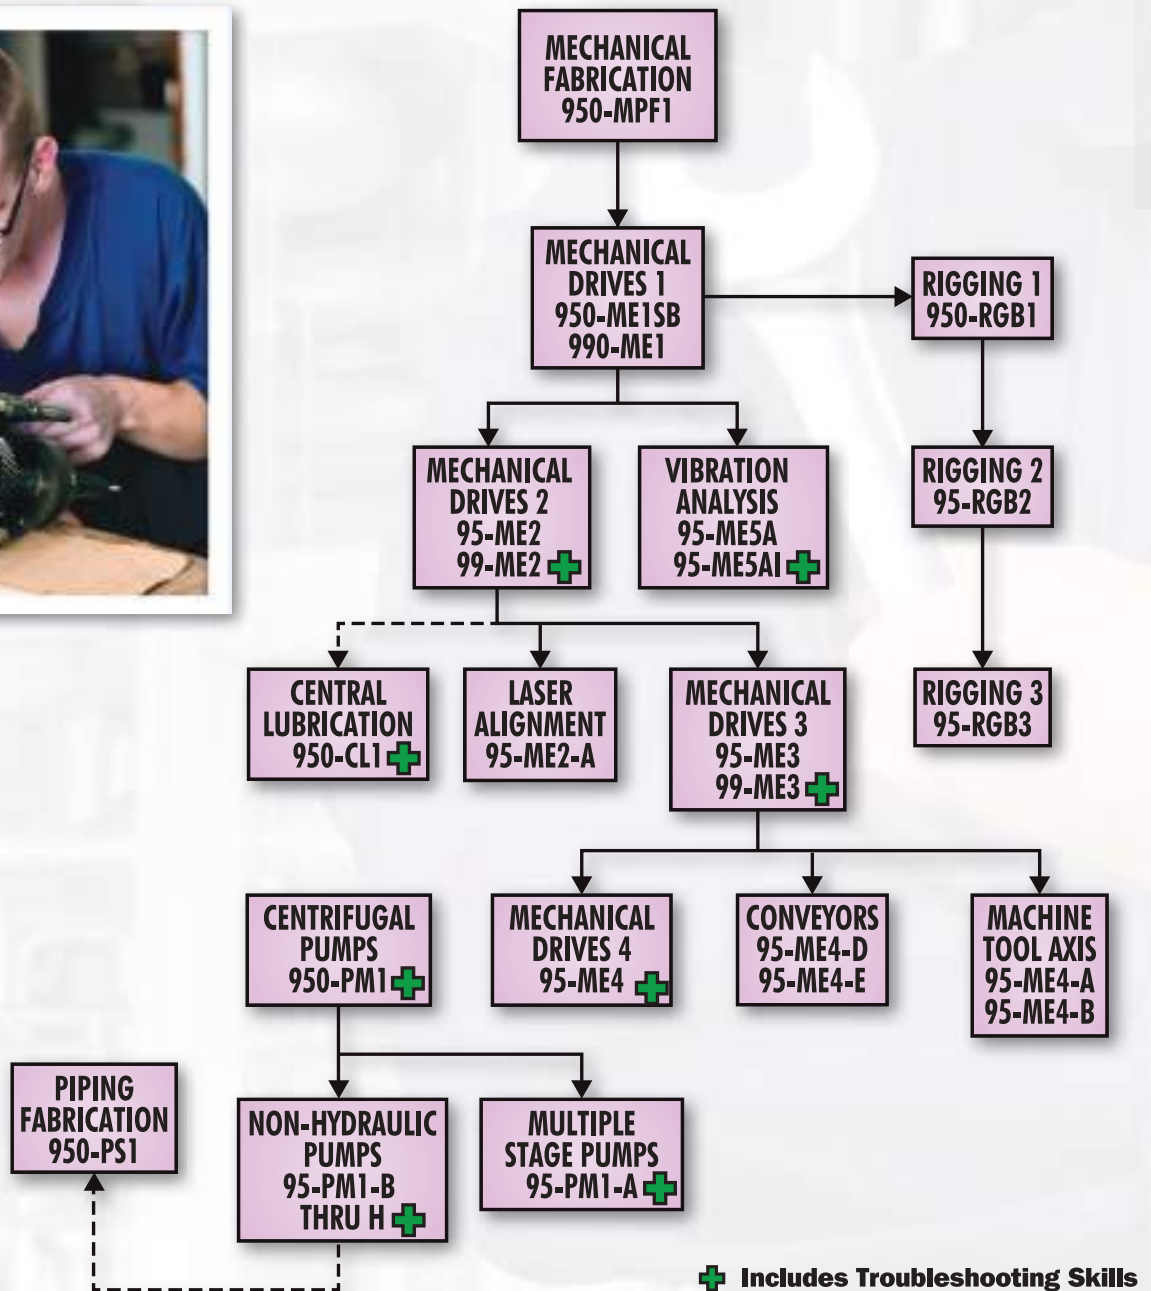 MECHANICAL
FABRICATION
950-MPF1
MECHANICAL
DRIVES 1
950-ME1SB
990-ME1
RIGGING 1
950-RGB1
MECHANICAL
DRIVES 2
95-ME2
99-ME2
VIBRATION
ANALYSIS
95-ME5A
95-ME5AI
RIGGING 2
95-RGB2
CENTRAL
LUBRICATION
950-CL1
LASER
ALIGNMENT
95-ME2-A
MECHANICAL
DRIVES 3
95-ME3
99-ME3
RIGGING 3
95-RGB3
CENTRIFUGAL
PUMPS
950-PM1
MECHANICAL
DRIVES 4
95-ME4
CONVEYORS
95-ME4-D
95-ME4-E
MACHINE
TOOL AXIS
95-ME4-A
95-ME4-B
PIPING
FABRICATION
950-PS1
NON-HYDRAULIC
PUMPS
95-PM1-B
THRU H
MULTIPLE
STAGE PUMPS
95-PM1-A
Includes Troubleshooting Skills